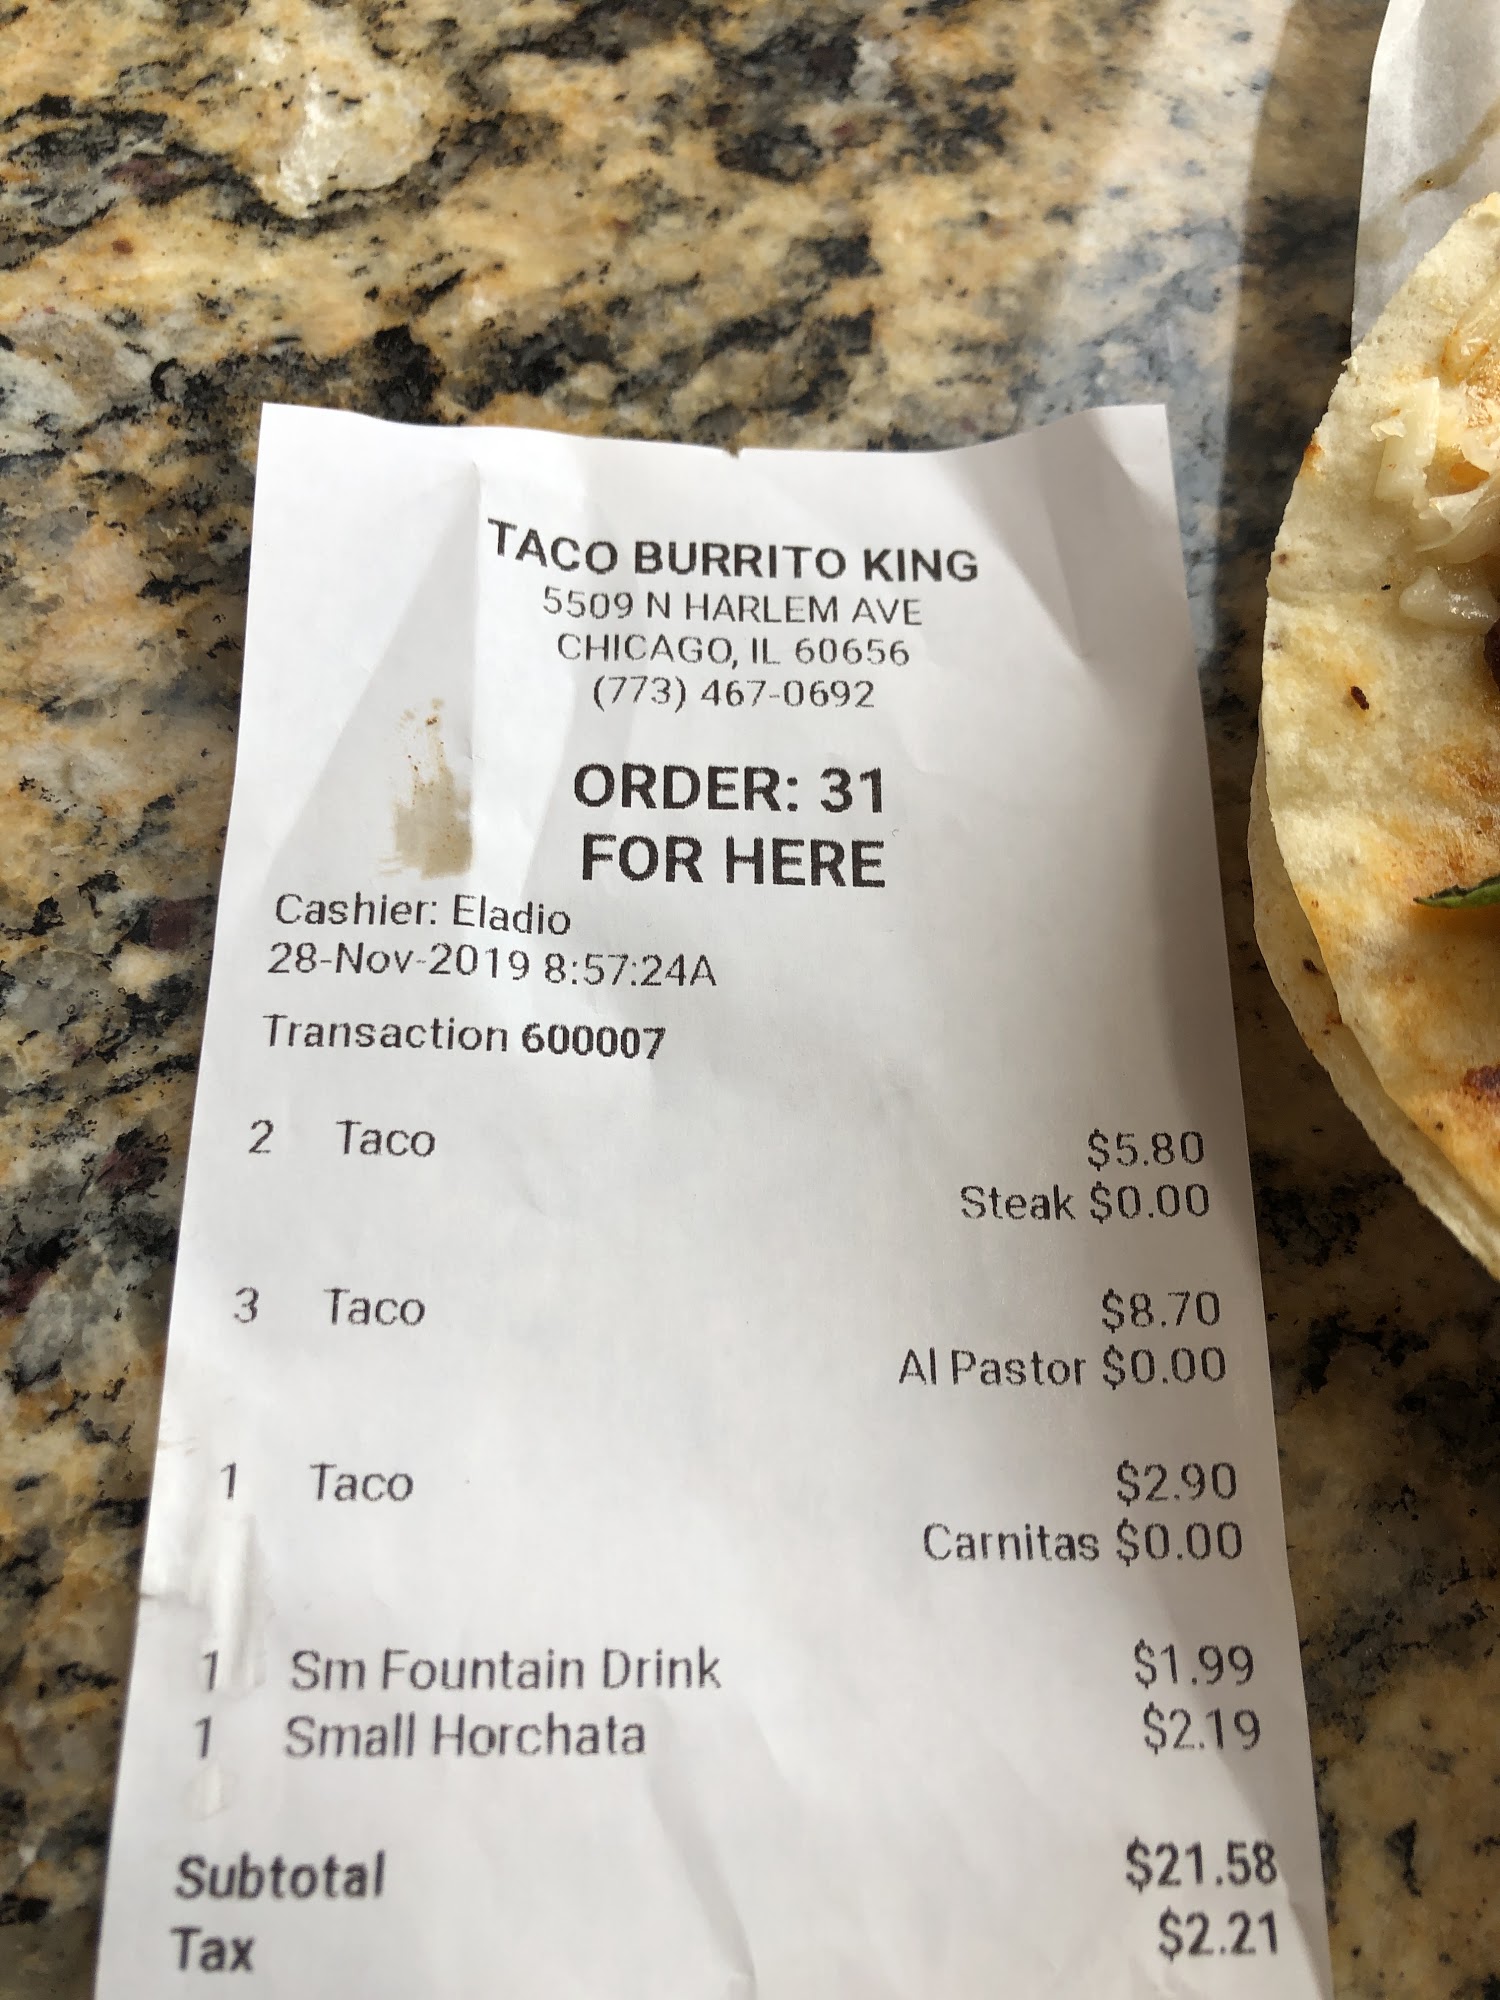 TACO BURRITO KING
5509 N HARLEM AVE
CHICAGO, IL 60656
(773) 467-0692
ORDER: 31
FOR HERE
Cashier: Eladio
28-Nov-2019 8:57:24A
Transaction 600007
2 Taco $5.80
Steak $0.00
3 Taco $8.70
Al Pastor $0.00
1 Taco $2.90
Carnitas $0.00
1 Sm Fountain Drink $1.99
1 Small Horchata $2.19
Subtotal $21.58
Tax $2.21